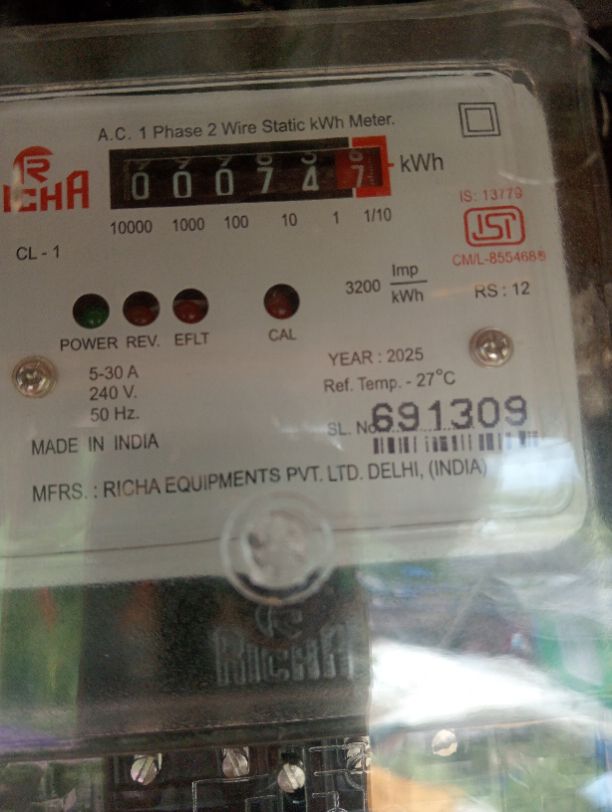 A.C. 1 Phase 2 Wire Static kWh Meter.
RICHA
0 0 0 7 4 7 kWh
10000 1000 100 10 1 1/10
IS: 13779
ISI
CM/L-8554688
CL - 1
3200 Imp/kWh
RS : 12
POWER REV. EFLT CAL
5-30 A
240 V.
50 Hz.
YEAR : 2025
Ref. Temp. - 27°C
SL. No. 691309
MADE IN INDIA
MFRS. : RICHA EQUIPMENTS PVT. LTD. DELHI, (INDIA)
RICHA